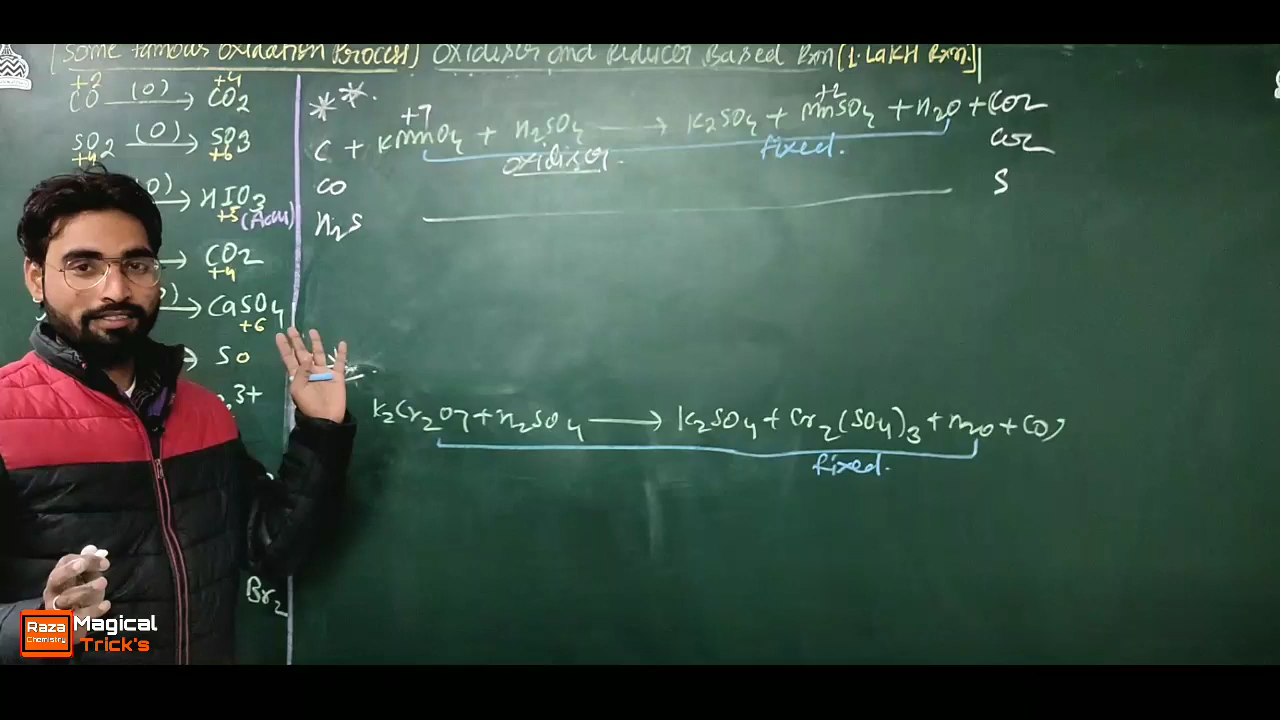 (Some famous Oxidation Process) Oxidiser and Reducer Based Rxn (1. Lakh Rxn.)
+2 +4
CO (O) CO2
SO2 (O) SO3
+4 +6
(O) HIO3
+5 (Acid)
CO2
+4
CaSO4
+6
S0
3+
Br2
+7 +2
C + KMnO4 + H2SO4 → K2SO4 + MnSO4 + H2O + CO2
oxidisor. fixed.
CO CO2
H2S S
K2Cr2O7 + H2SO4 → K2SO4 + Cr2(SO4)3 + H2O + CO2
fixed.
Raza Chemistry Magical Trick's